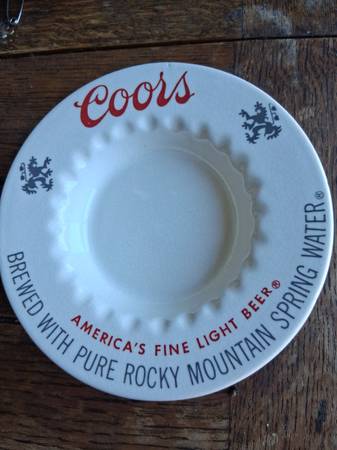 Coors
AMERICA'S FINE LIGHT BEER®
BREWED WITH PURE ROCKY MOUNTAIN SPRING WATER®